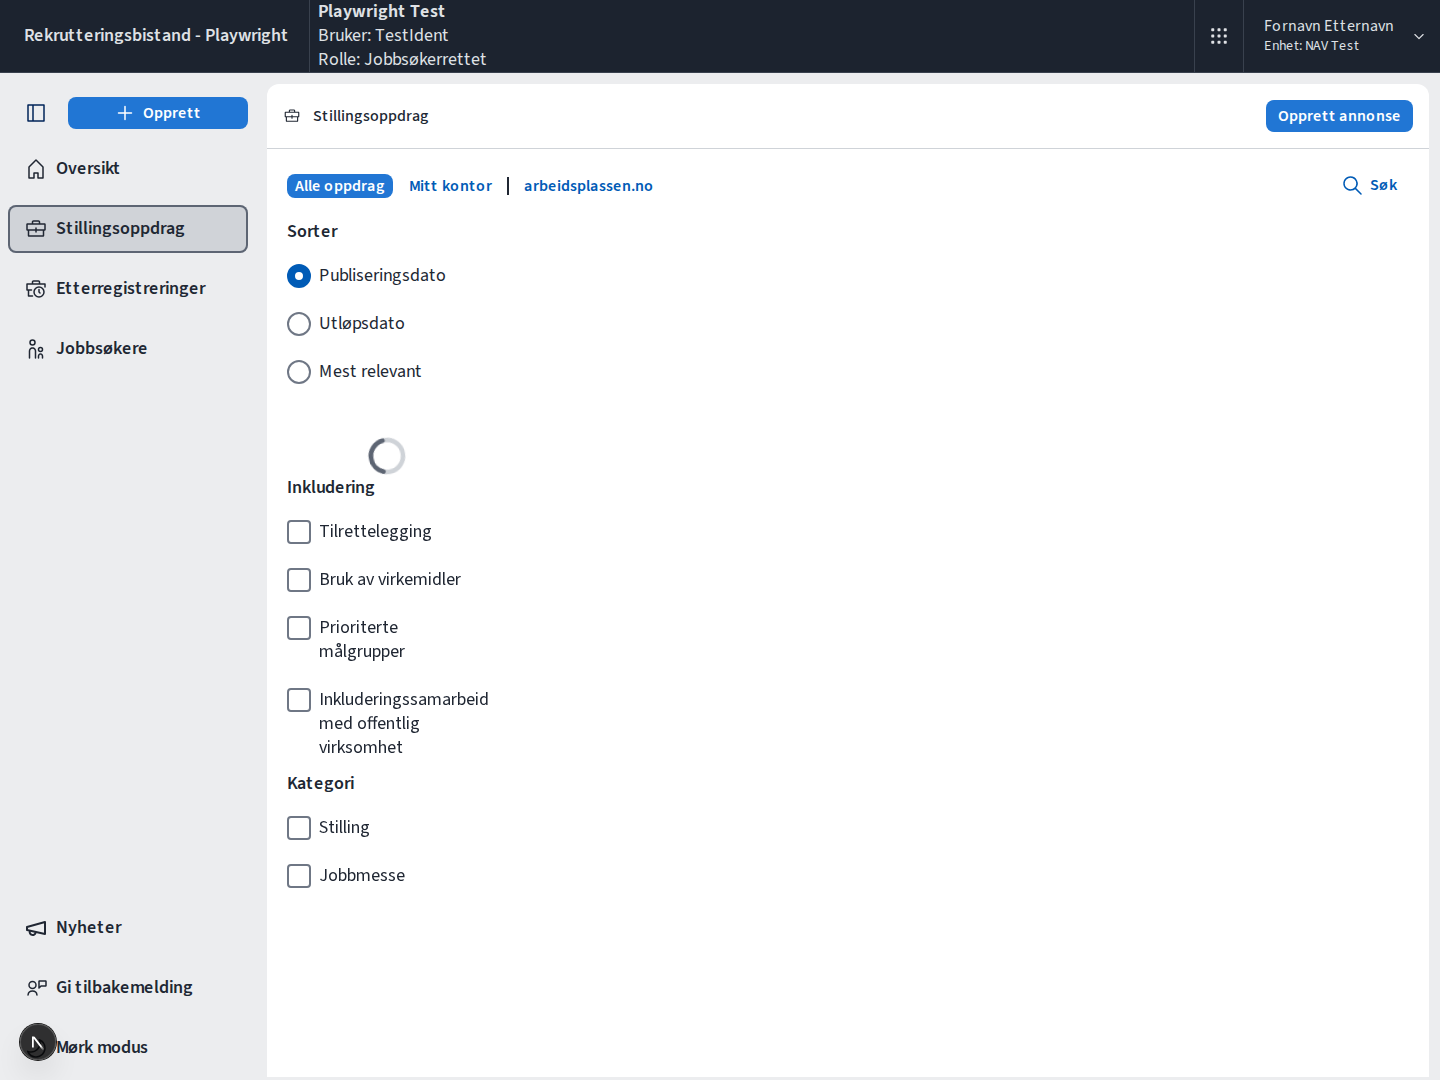 Rekrutteringsbistand - Playwright
Playwright Test
Bruker: TestIdent
Rolle: Jobbsøkerrettet
Fornavn Etternavn
Enhet: NAV Test
Opprett
Oversikt
Stillingsoppdrag
Etterregistreringer
Jobbsøkere
Nyheter
Gi tilbakemelding
Mørk modus
Stillingsoppdrag
Opprett annonse
Alle oppdrag
Mitt kontor
arbeidsplassen.no
Søk
Sorter
Publiseringsdato
Utløpsdato
Mest relevant
Inkludering
Tilrettelegging
Bruk av virkemidler
Prioriterte
målgrupper
Inkluderingssamarbeid
med offentlig
virksomhet
Kategori
Stilling
Jobbmesse